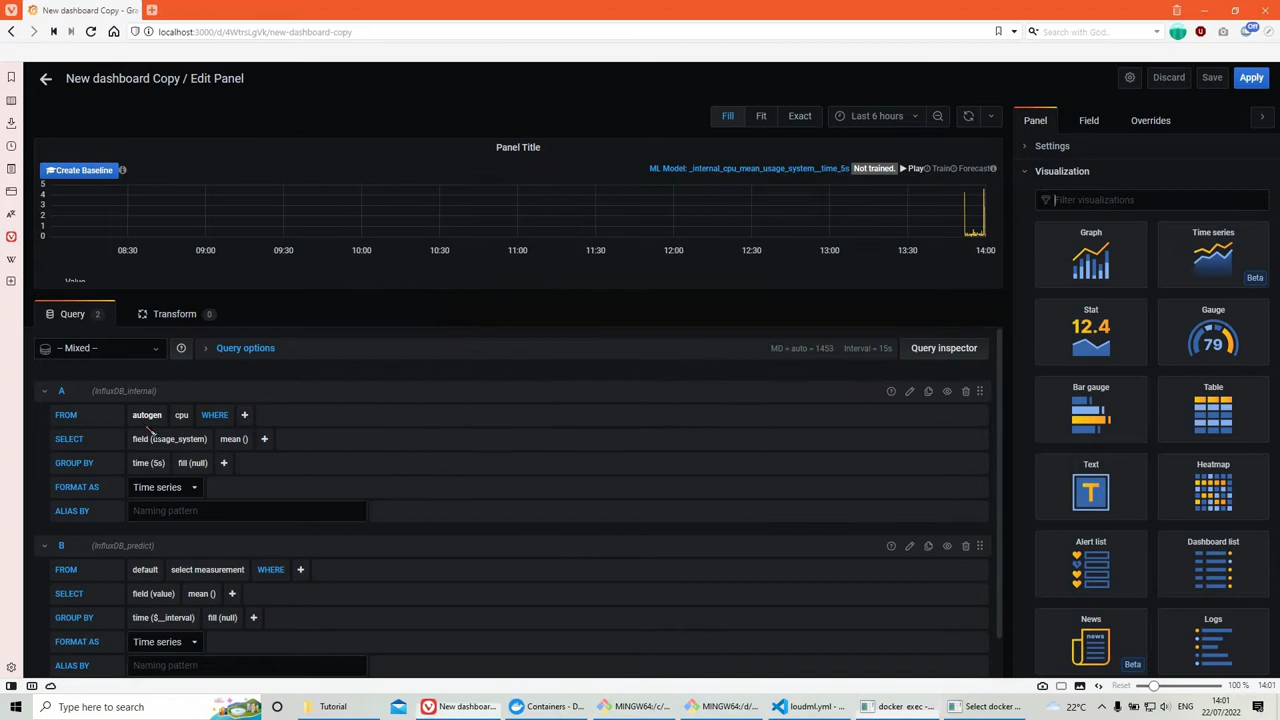 New dashboard Copy - Gra
localhost:3000/d/4WtrsLgVk/new-dashboard-copy
Search with God..
Off
New dashboard Copy / Edit Panel
Discard
Save
Apply
Fill
Fit
Exact
Last 6 hours
Panel
Field
Overrides
Panel Title
Settings
Create Baseline
ML Model: _internal_cpu_mean_usage_system__time_5s
Not trained.
Play
Train
Forecast
Visualization
5
4
3
2
1
0
Filter visualizations
08:30
09:00
09:30
10:00
10:30
11:00
11:30
12:00
12:30
13:00
13:30
14:00
Value
Graph
Time series
Beta
Query
2
Transform
0
Stat
12.4
Gauge
79
-- Mixed --
Query options
MD = auto = 1453
Interval = 15s
Query inspector
A
(InfluxDB_internal)
FROM
autogen
cpu
WHERE
+
SELECT
field (usage_system)
mean ()
+
GROUP BY
time (5s)
fill (null)
+
FORMAT AS
Time series
ALIAS BY
Naming pattern
Bar gauge
Table
Text
T
Heatmap
B
(InfluxDB_predict)
FROM
default
select measurement
WHERE
+
SELECT
field (value)
mean ()
+
GROUP BY
time ($__interval)
fill (null)
+
FORMAT AS
Time series
ALIAS BY
Naming pattern
Alert list
Dashboard list
News
news
Beta
Logs
Reset
100 %
14:01
Type here to search
Tutorial
New dashboa...
Containers - D...
MINGW64:/c/...
MINGW64:/d/...
loudml.yml - ...
docker exec -...
Select docker ...
22°C
ENG
14:01
22/07/2022